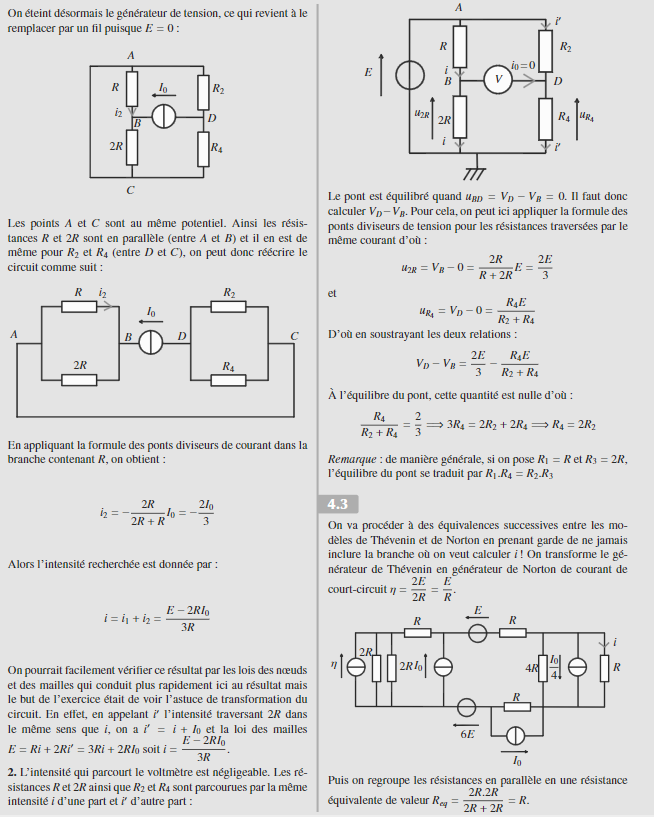 On éteint désormais le générateur de tension, ce qui revient à le
remplacer par un fil puisque E = 0 :
A
R
I₀
R₂
i₂
B
D
2R
R₄
C
Les points A et C sont au même potentiel. Ainsi les résis-
tances R et 2R sont en parallèle (entre A et B) et il en est de
même pour R₂ et R₄ (entre D et C), on peut donc réécrire le
circuit comme suit :
R i₂
R₂
I₀
A
B
D
C
2R
R₄
En appliquant la formule des ponts diviseurs de courant dans la
branche contenant R, on obtient :
i₂ = − 2R/(2R + R) I₀ = − 2I₀/3
Alors l'intensité recherchée est donnée par :
i = i₁ + i₂ = (E − 2RI₀)/3R
On pourrait facilement vérifier ce résultat par les lois des nœuds
et des mailles qui conduit plus rapidement ici au résultat mais
le but de l'exercice était de voir l'astuce de transformation du
circuit. En effet, en appelant i′ l'intensité traversant 2R dans
le même sens que i, on a i′ = i + I₀ et la loi des mailles
E = Ri + 2Ri′ = 3Ri + 2RI₀ soit i = (E − 2RI₀)/3R.
2. L'intensité qui parcourt le voltmètre est négligeable. Les ré-
sistances R et 2R ainsi que R₂ et R₄ sont parcourues par la même
intensité i d'une part et i′ d'autre part :
A
i′
R
R₂
E
i
i₀=0
B
V
D
u2R
2R
R₄
uR₄
i
i′
Le pont est équilibré quand uBD = VD − VB = 0. Il faut donc
calculer VD− VB. Pour cela, on peut ici appliquer la formule des
ponts diviseurs de tension pour les résistances traversées par le
même courant d'où :
u2R = VB − 0 = 2R/(R + 2R) E = 2E/3
et
uR₄ = VD − 0 = R₄E/(R₂ + R₄)
D'où en soustrayant les deux relations :
VD − VB = 2E/3 − R₄E/(R₂ + R₄)
À l'équilibre du pont, cette quantité est nulle d'où :
R₄/(R₂ + R₄) = 2/3 ⟹ 3R₄ = 2R₂ + 2R₄ ⟹ R₄ = 2R₂
Remarque : de manière générale, si on pose R₁ = R et R₃ = 2R,
l'équilibre du pont se traduit par R₁.R₄ = R₂.R₃
4.3
On va procéder à des équivalences successives entre les mo-
dèles de Thévenin et de Norton en prenant garde de ne jamais
inclure la branche où on veut calculer i ! On transforme le gé-
nérateur de Thévenin en générateur de Norton de courant de
court-circuit η = 2E/2R = E/R.
E
R
R
2R
i
η
2RI₀
4R
I₀/4
R
R
6E
I₀
Puis on regroupe les résistances en parallèle en une résistance
équivalente de valeur Req = 2R.2R/(2R + 2R) = R.